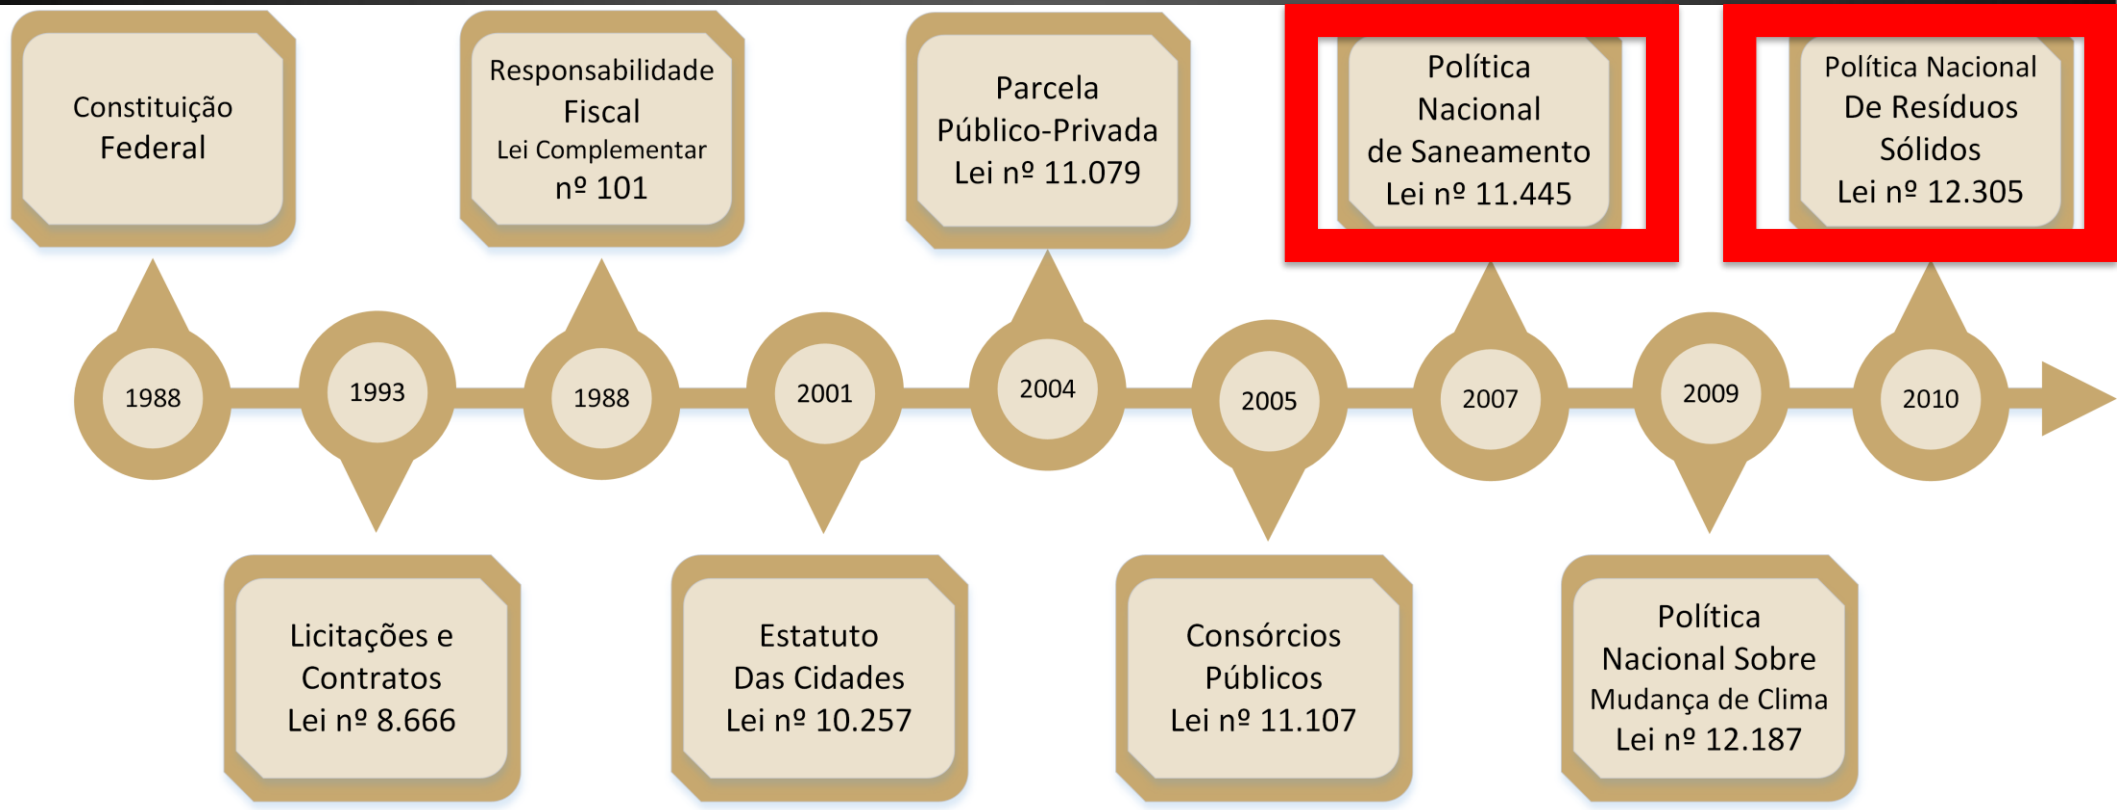 Constituição
Federal
Responsabilidade
Fiscal
Lei Complementar
nº 101
Parcela
Público-Privada
Lei nº 11.079
Política
Nacional
de Saneamento
Lei nº 11.445
Política Nacional
De Resíduos
Sólidos
Lei nº 12.305
1988
1993
1988
2001
2004
2005
2007
2009
2010
Licitações e
Contratos
Lei nº 8.666
Estatuto
Das Cidades
Lei nº 10.257
Consórcios
Públicos
Lei nº 11.107
Política
Nacional Sobre
Mudança de Clima
Lei nº 12.187